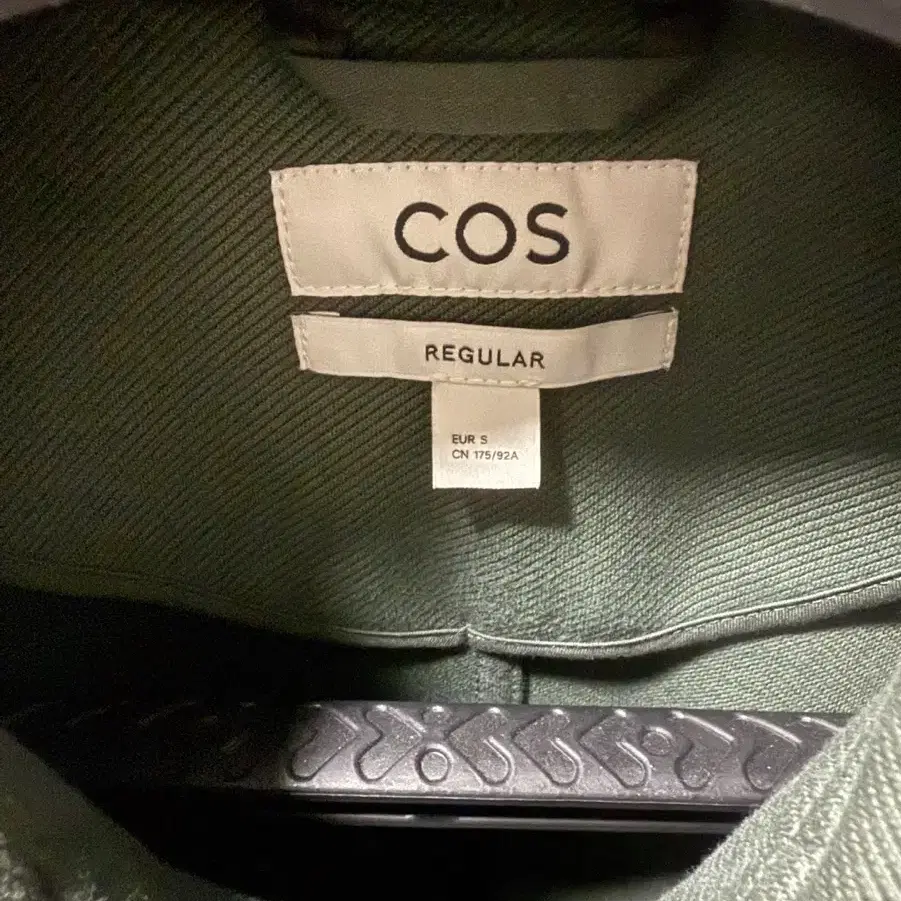 COS
REGULAR
EUR S
CN 175/92A